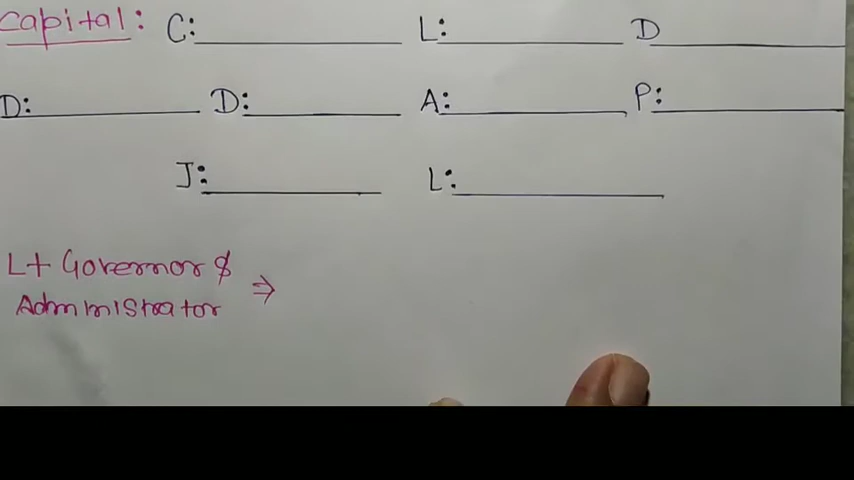 Capital: C: L: D
D: D: A: P:
J: L:
Lt Governor &
Administrator ⇒